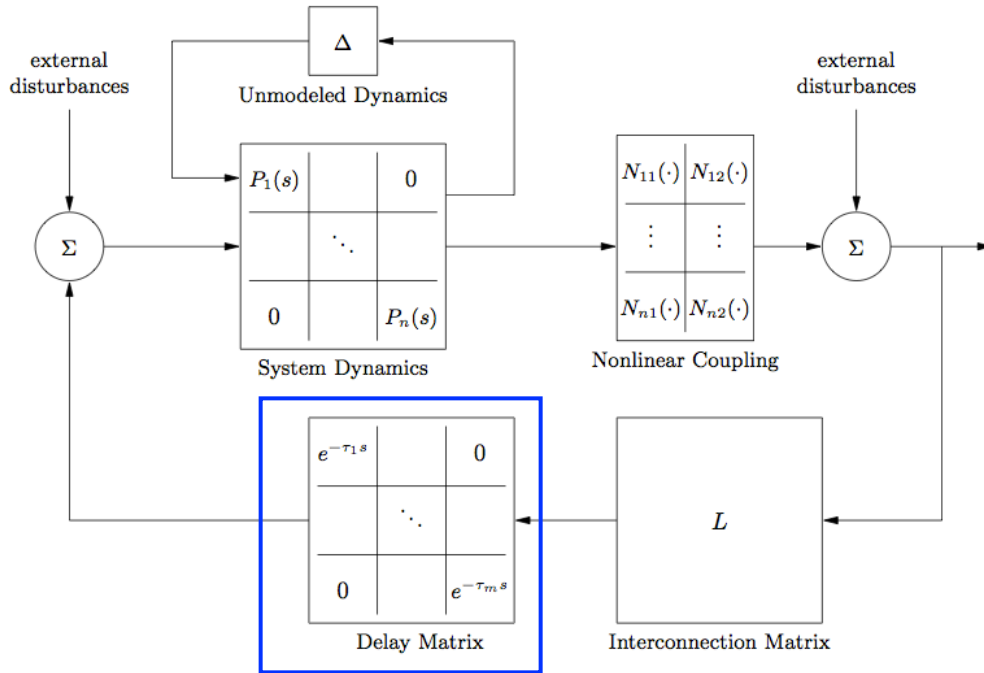 Δ
external
disturbances
Unmodeled Dynamics
external
disturbances
Σ
P₁(s) 0
⋱
0 Pₙ(s)
System Dynamics
N₁₁(·) N₁₂(·)
⋮ ⋮
Nₙ₁(·) Nₙ₂(·)
Nonlinear Coupling
Σ
e^{-τ₁s} 0
⋱
0 e^{-τₘs}
Delay Matrix
L
Interconnection Matrix